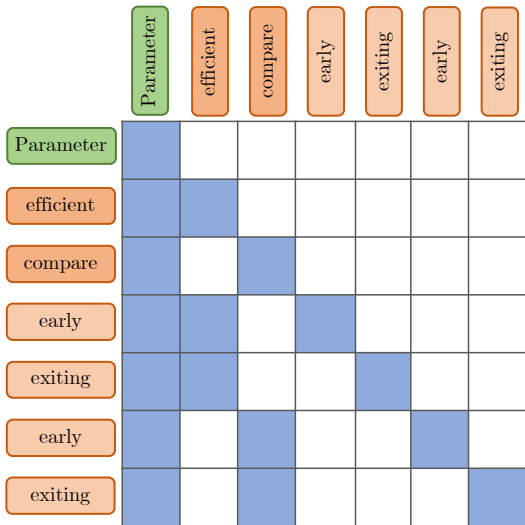 Parameter efficient compare early exiting early exiting
Parameter
efficient
compare
early
exiting
early
exiting